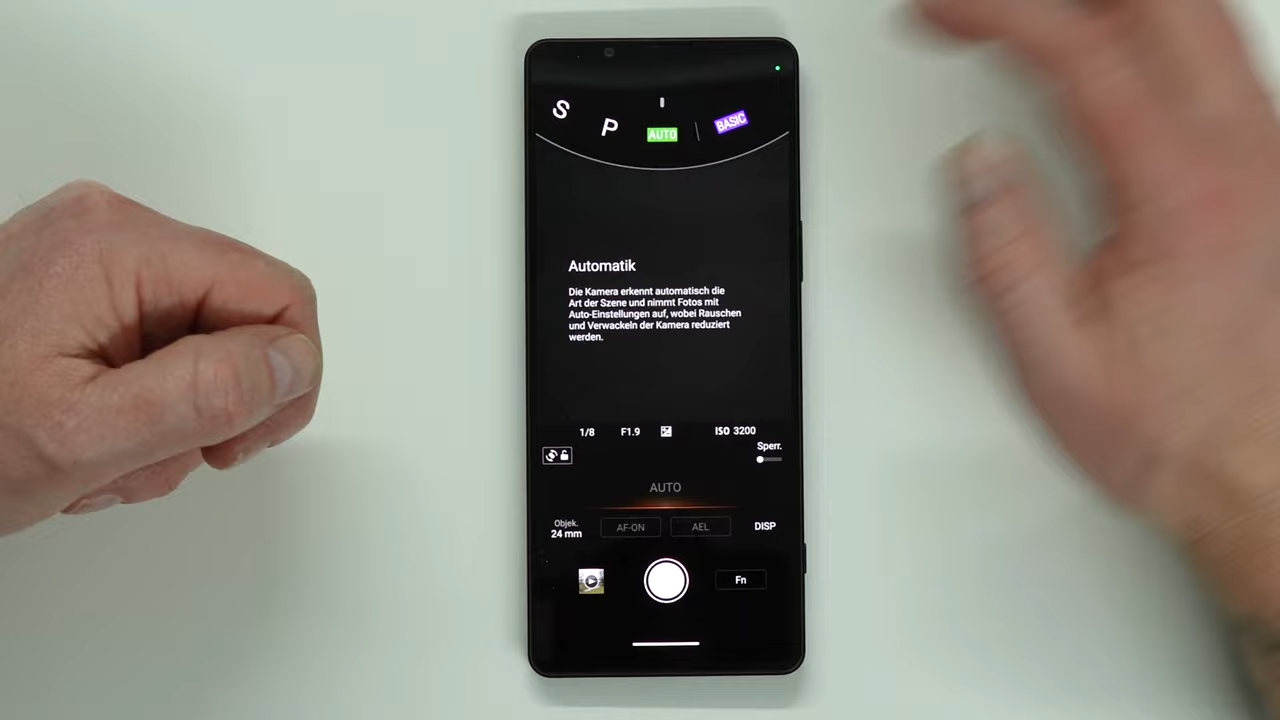 S
P
AUTO
BASIC
Automatik
Die Kamera erkennt automatisch die
Art der Szene und nimmt Fotos mit
Auto-Einstellungen auf, wobei Rauschen
und Verwackeln der Kamera reduziert
werden.
1/8 F1.9 ISO 3200
Sperr.
AUTO
Objek.
24 mm
AF-ON
AEL
DISP
Fn